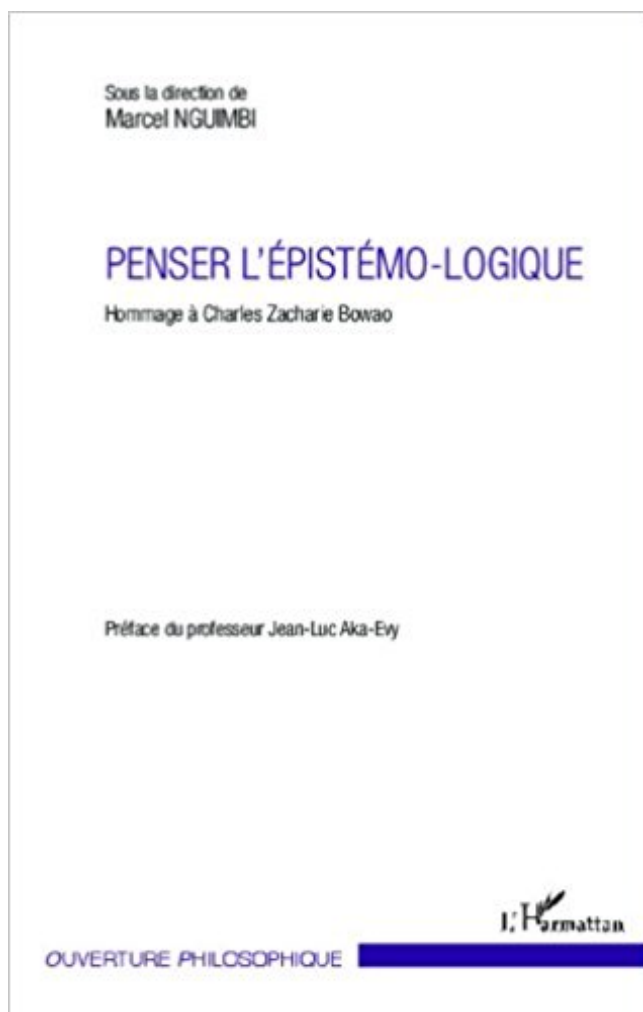 Sous la direction de
Marcel NGUIMBI
PENSER L'ÉPISTÉMO-LOGIQUE
Hommage à Charles Zacharie Bowao
Préface du professeur Jean-Luc Aka-Evy
L'Harmattan
OUVERTURE PHILOSOPHIQUE